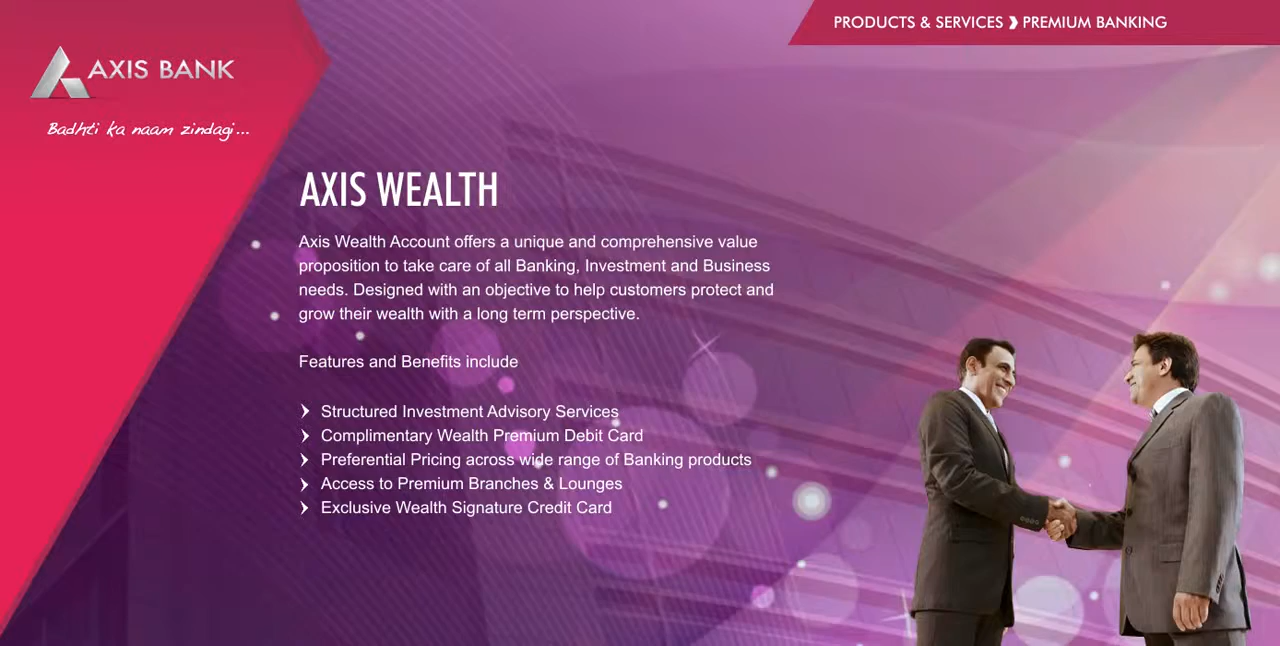 PRODUCTS & SERVICES ❯ PREMIUM BANKING
AXIS BANK
Badhti ka naam zindagi...
AXIS WEALTH
Axis Wealth Account offers a unique and comprehensive value
proposition to take care of all Banking, Investment and Business
needs. Designed with an objective to help customers protect and
grow their wealth with a long term perspective.
Features and Benefits include
Structured Investment Advisory Services
Complimentary Wealth Premium Debit Card
Preferential Pricing across wide range of Banking products
Access to Premium Branches & Lounges
Exclusive Wealth Signature Credit Card